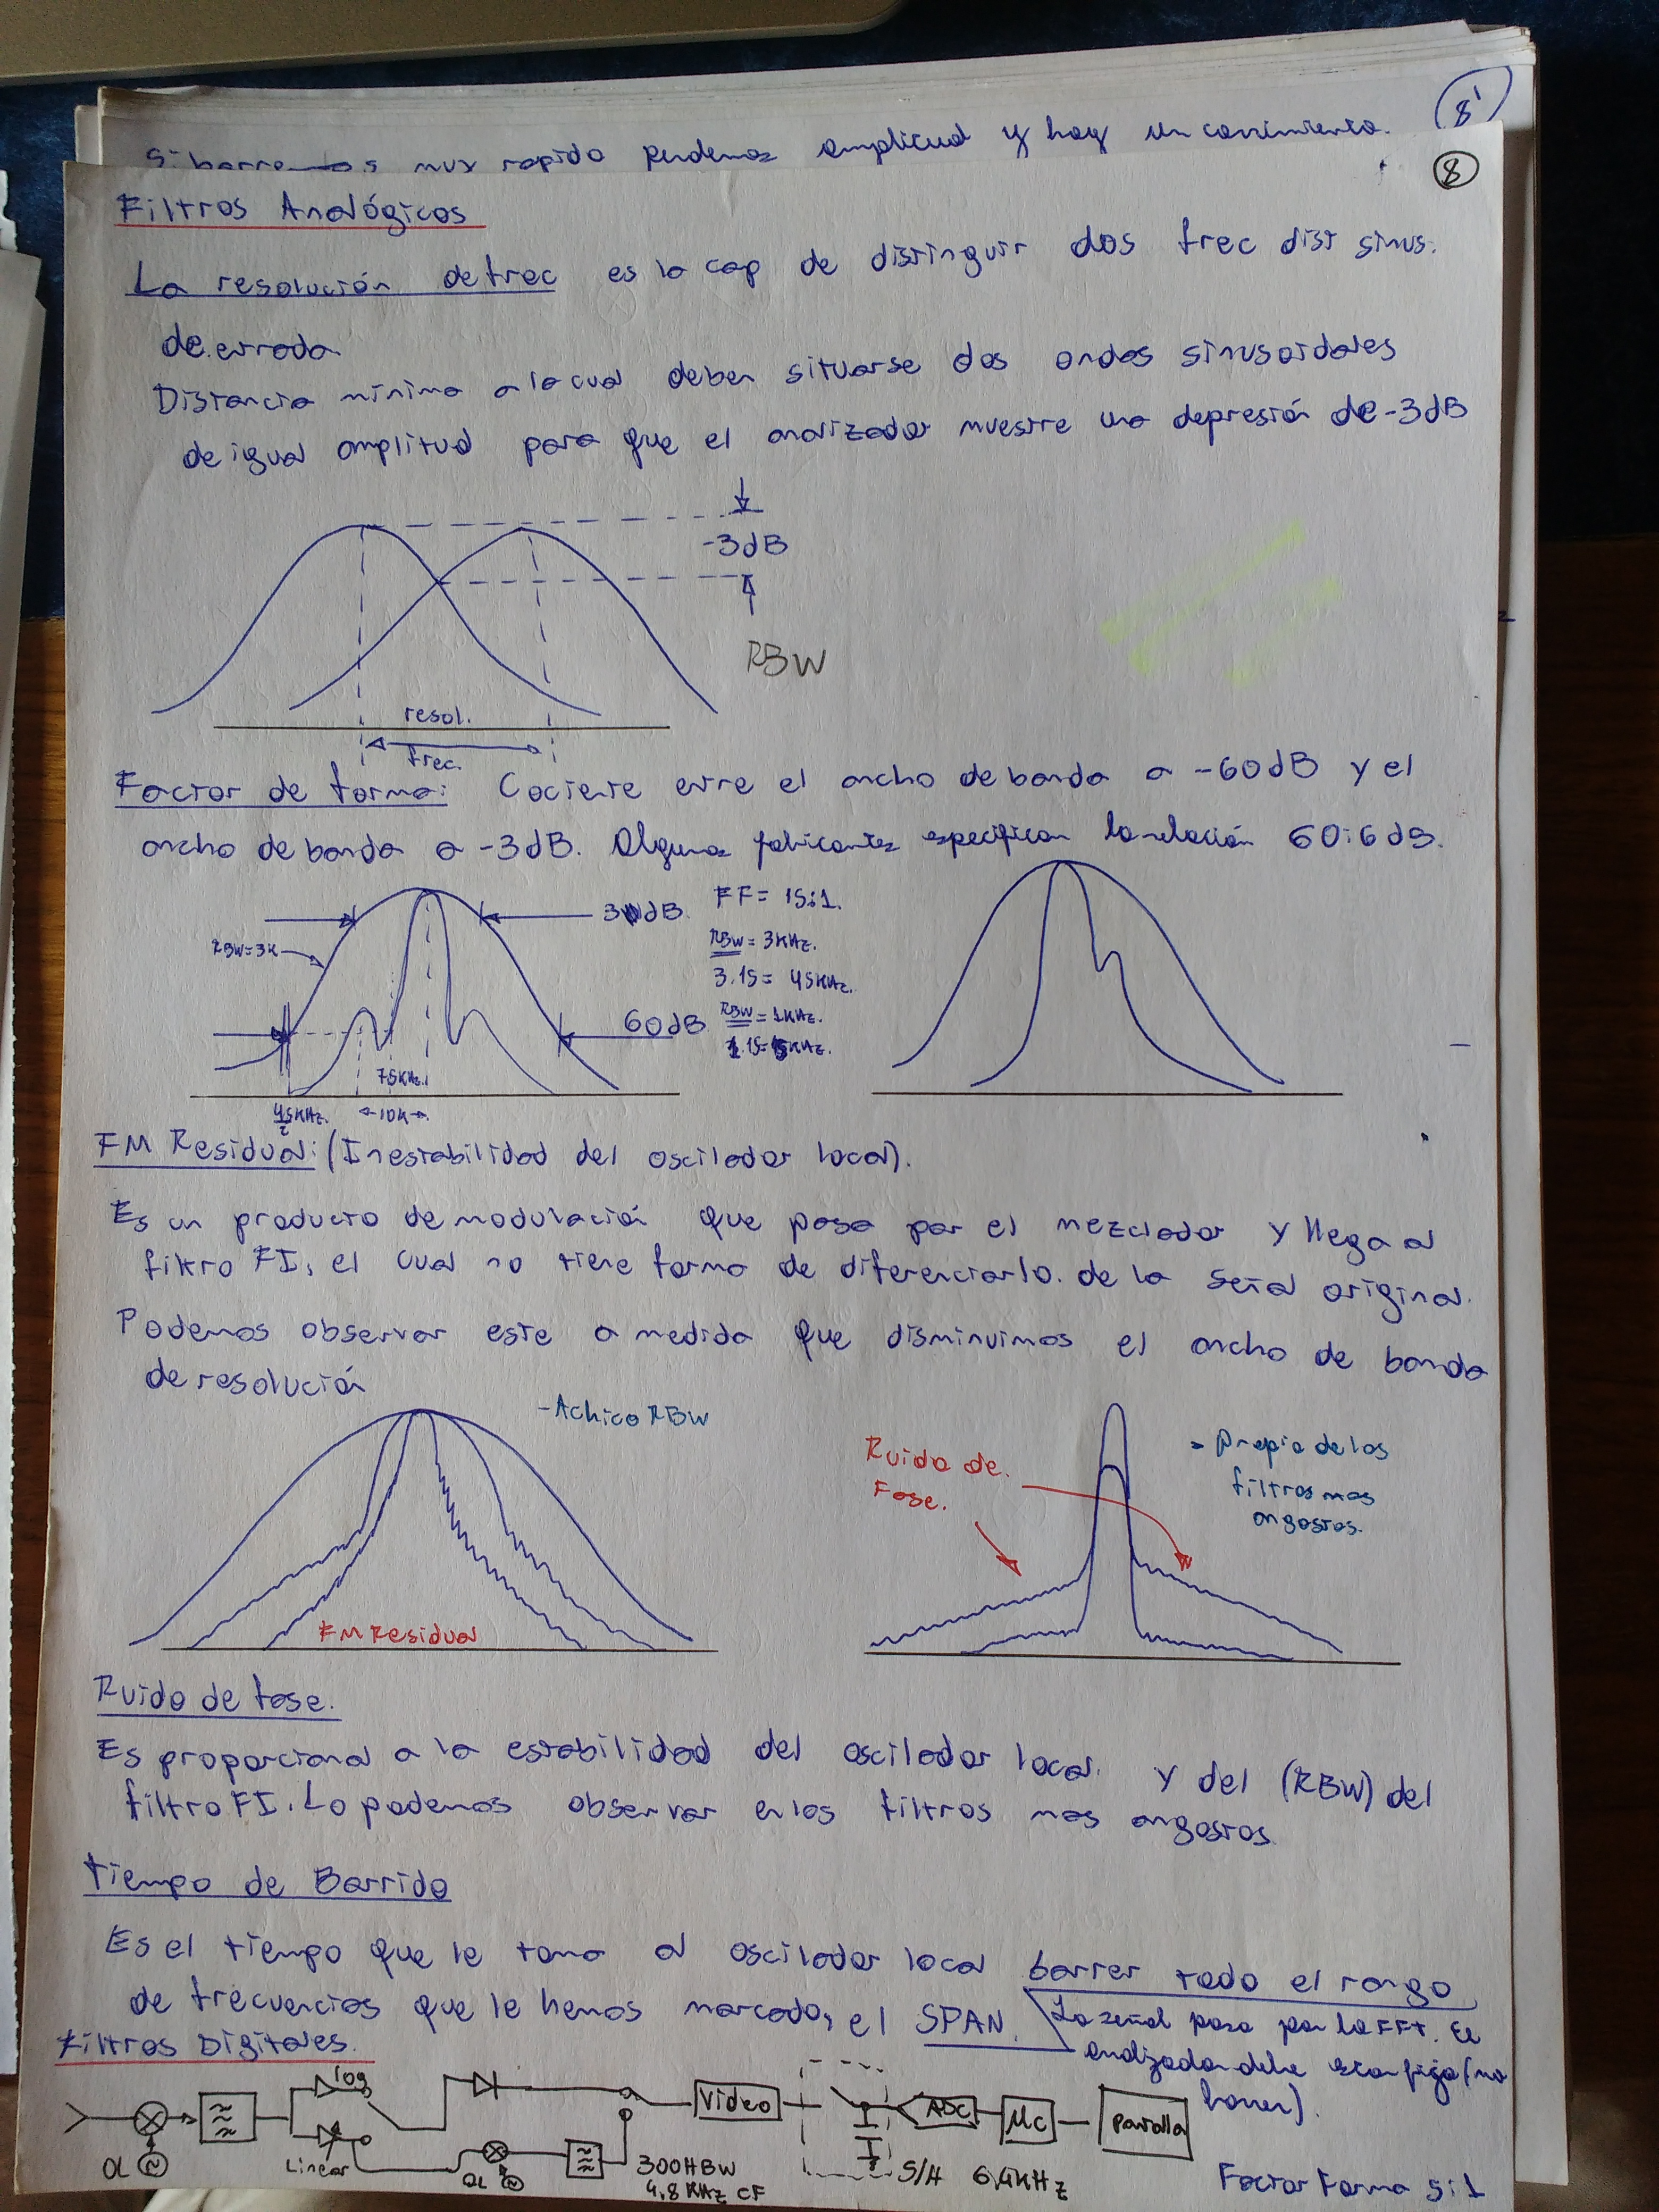 8'
Si barremos muy rapido perdemos amplitud y hay un corrimiento.
8
Filtros Analógicos
La resolución de frec es la cap de distinguir dos frec dist sinus.
de entrada
Distancia mínima a la cual deben situarse dos ondas sinusoidales
de igual amplitud para que el analizador muestre una depresión de -3dB
-3dB
RBW
resol.
frec.
Factor de forma: Cociente entre el ancho de banda a -60dB y el
ancho de banda a -3dB. Algunos fabricantes especifican la relación 60:6dB.
3dB
FF= 15:1.
RBW=3K
RBW = 3KHz.
3.15= 45KHz.
60dB
RBW = 1KHz.
1.15=15KHz.
7.5KHz
45KHz.
2
10K
FM Residual: (Inestabilidad del oscilador local).
Es un producto de modulación que pasa por el mezclador y llega al
filtro FI, el cual no tiene forma de diferenciarlo. de la señal original.
Podemos observar este a medida que disminuimos el ancho de banda
de resolución
-Achico RBW
Ruido de.
Fase.
Propio de los
filtros mas
angostos.
FM Residual
Ruido de fase.
Es proporcional a la estabilidad del oscilador local. y del (RBW) del
filtro FI. Lo podemos observar en los filtros mas angostos
Tiempo de Barrido
Es el tiempo que le toma al oscilador local barrer todo el rango
de frecuencias que le hemos marcado, el SPAN.
La señal pasa por la FFT. El
analizador debe estar fijo (no
barrer).
Filtros Digitales.
log
Linear
OL
OL
Video
ADC
μC
Pantalla
300HBW
4,8 KHz CF
S/H 6,4KHz
Factor Forma 5:1